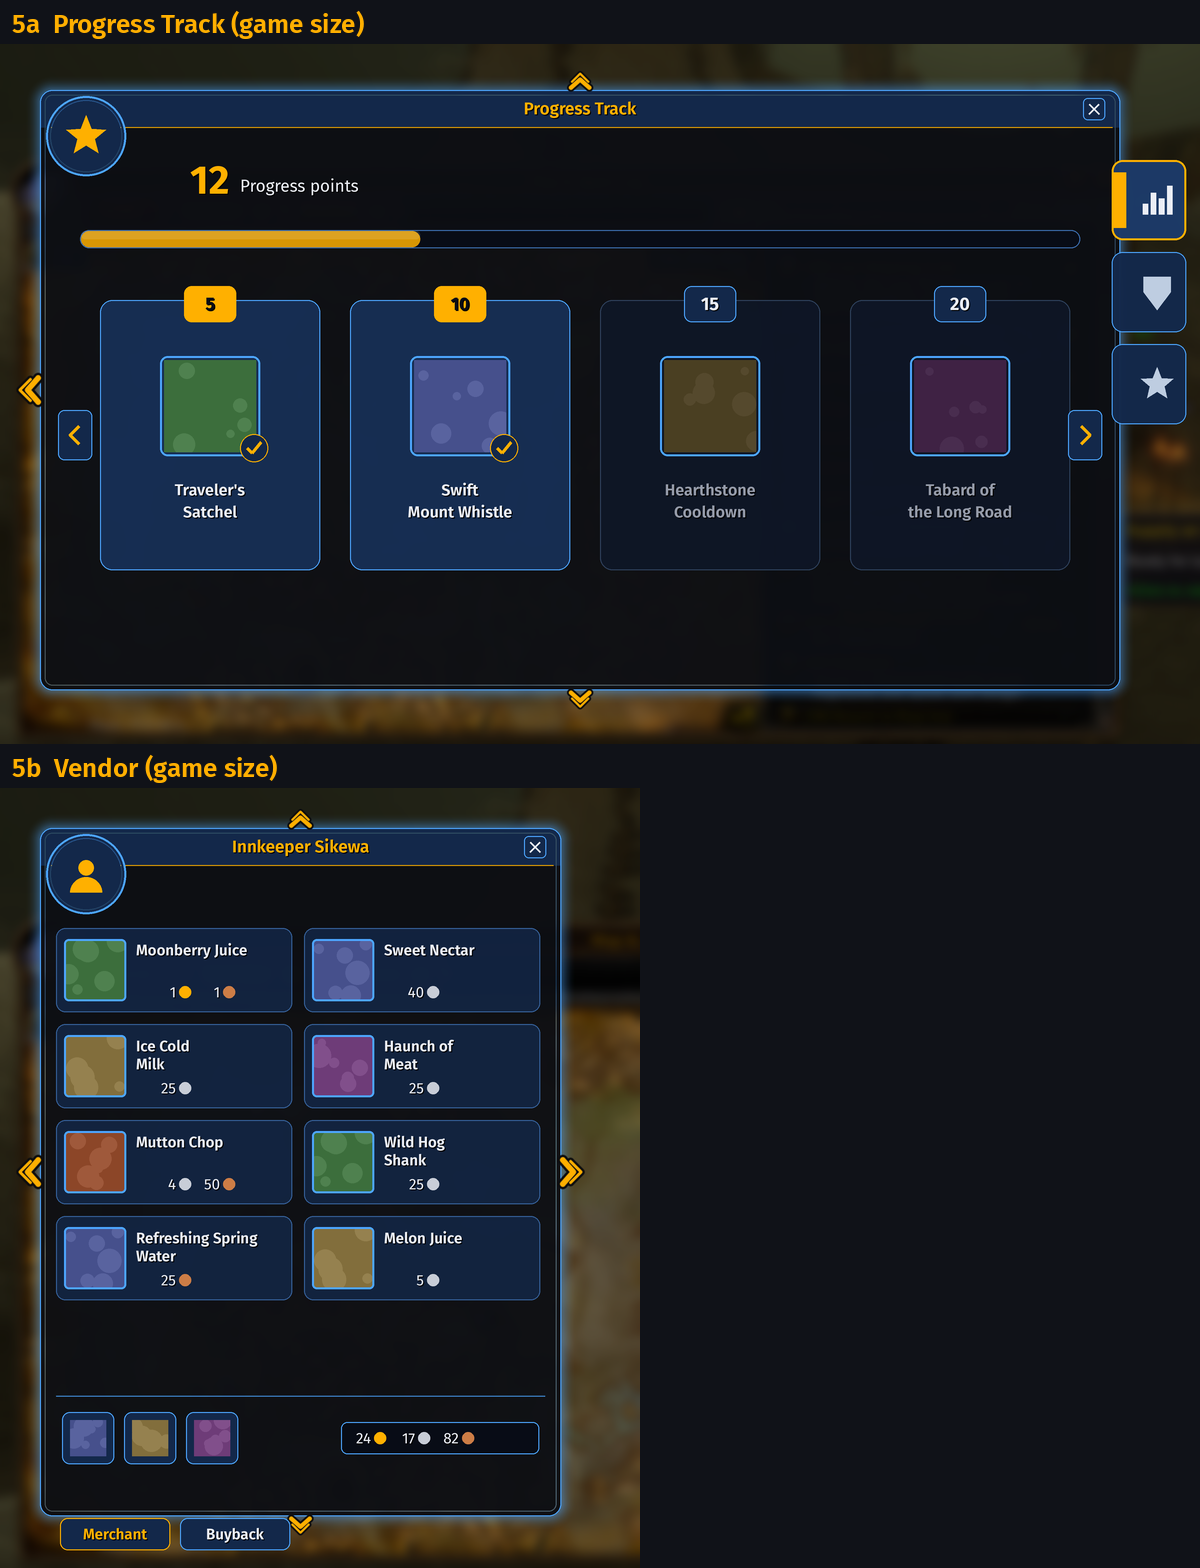 5a Progress Track (game size)
Progress Track
12 Progress points
5
10
15
20
Traveler's
Satchel
Swift
Mount Whistle
Hearthstone
Cooldown
Tabard of
the Long Road
5b Vendor (game size)
Innkeeper Sikewa
Moonberry Juice
1 1
Sweet Nectar
40
Ice Cold
Milk
25
Haunch of
Meat
25
Mutton Chop
4 50
Wild Hog
Shank
25
Refreshing Spring
Water
25
Melon Juice
5
24 17 82
Merchant
Buyback